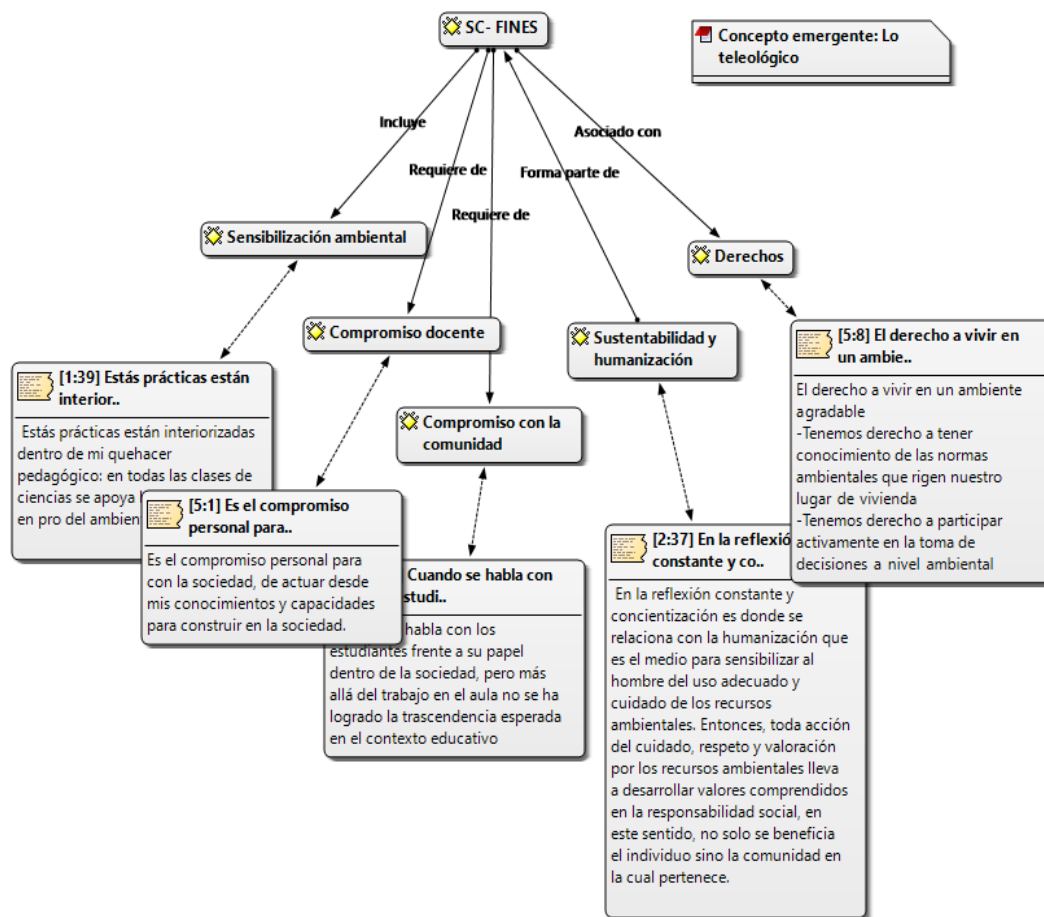 SC- FINES
Concepto emergente: Lo
teleológico
Incluye
Asociado con
Requiere de
Forma parte de
Requiere de
Sensibilización ambiental
Derechos
Compromiso docente
Sustentabilidad y
humanización
Compromiso con la
comunidad
[1:39] Estás prácticas están
interior..
Estás prácticas están interiorizadas
dentro de mi quehacer
pedagógico: en todas las clases de
ciencias se apoya
en pro del ambien
[5:1] Es el compromiso
personal para..
Es el compromiso personal para
con la sociedad, de actuar desde
mis conocimientos y capacidades
para construir en la sociedad.
Cuando se habla con
studi..
habla con los
estudiantes frente a su papel
dentro de la sociedad, pero más
allá del trabajo en el aula no se ha
logrado la trascendencia esperada
en el contexto educativo
[2:37] En la reflexió
constante y co..
En la reflexión constante y
concientización es donde se
relaciona con la humanización que
es el medio para sensibilizar al
hombre del uso adecuado y
cuidado de los recursos
ambientales. Entonces, toda acción
del cuidado, respeto y valoración
por los recursos ambientales lleva
a desarrollar valores comprendidos
en la responsabilidad social, en
este sentido, no solo se beneficia
el individuo sino la comunidad en
la cual pertenece.
[5:8] El derecho a vivir en
un ambie..
El derecho a vivir en un ambiente
agradable
-Tenemos derecho a tener
conocimiento de las normas
ambientales que rigen nuestro
lugar de vivienda
-Tenemos derecho a participar
activamente en la toma de
decisiones a nivel ambiental